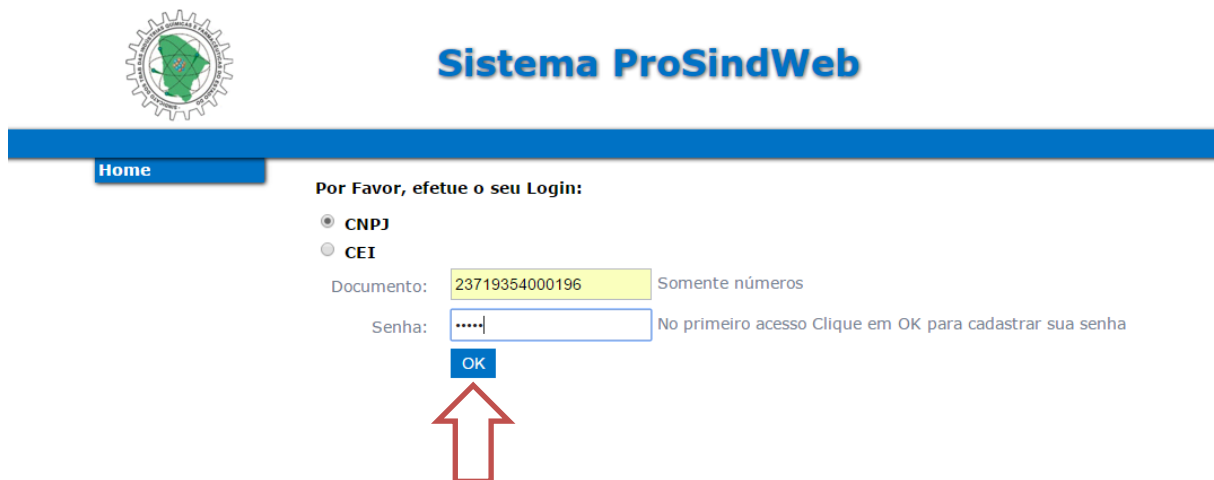 Sistema ProSindWeb
Home
Por Favor, efetue o seu Login:
CNPJ
CEI
Documento: 23719354000196 Somente números
Senha: ••••• No primeiro acesso Clique em OK para cadastrar sua senha
OK